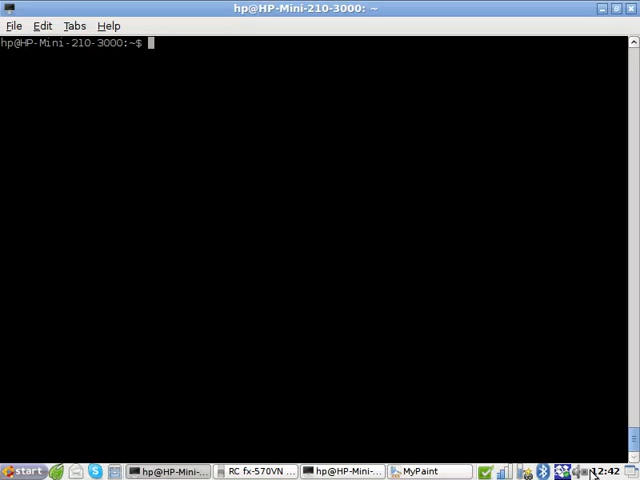 hp@HP-Mini-210-3000: ~
File Edit Tabs Help
hp@HP-Mini-210-3000:~$
start hp@HP-Mini-... RC fx-570VN ... hp@HP-Mini-... MyPaint 12:42